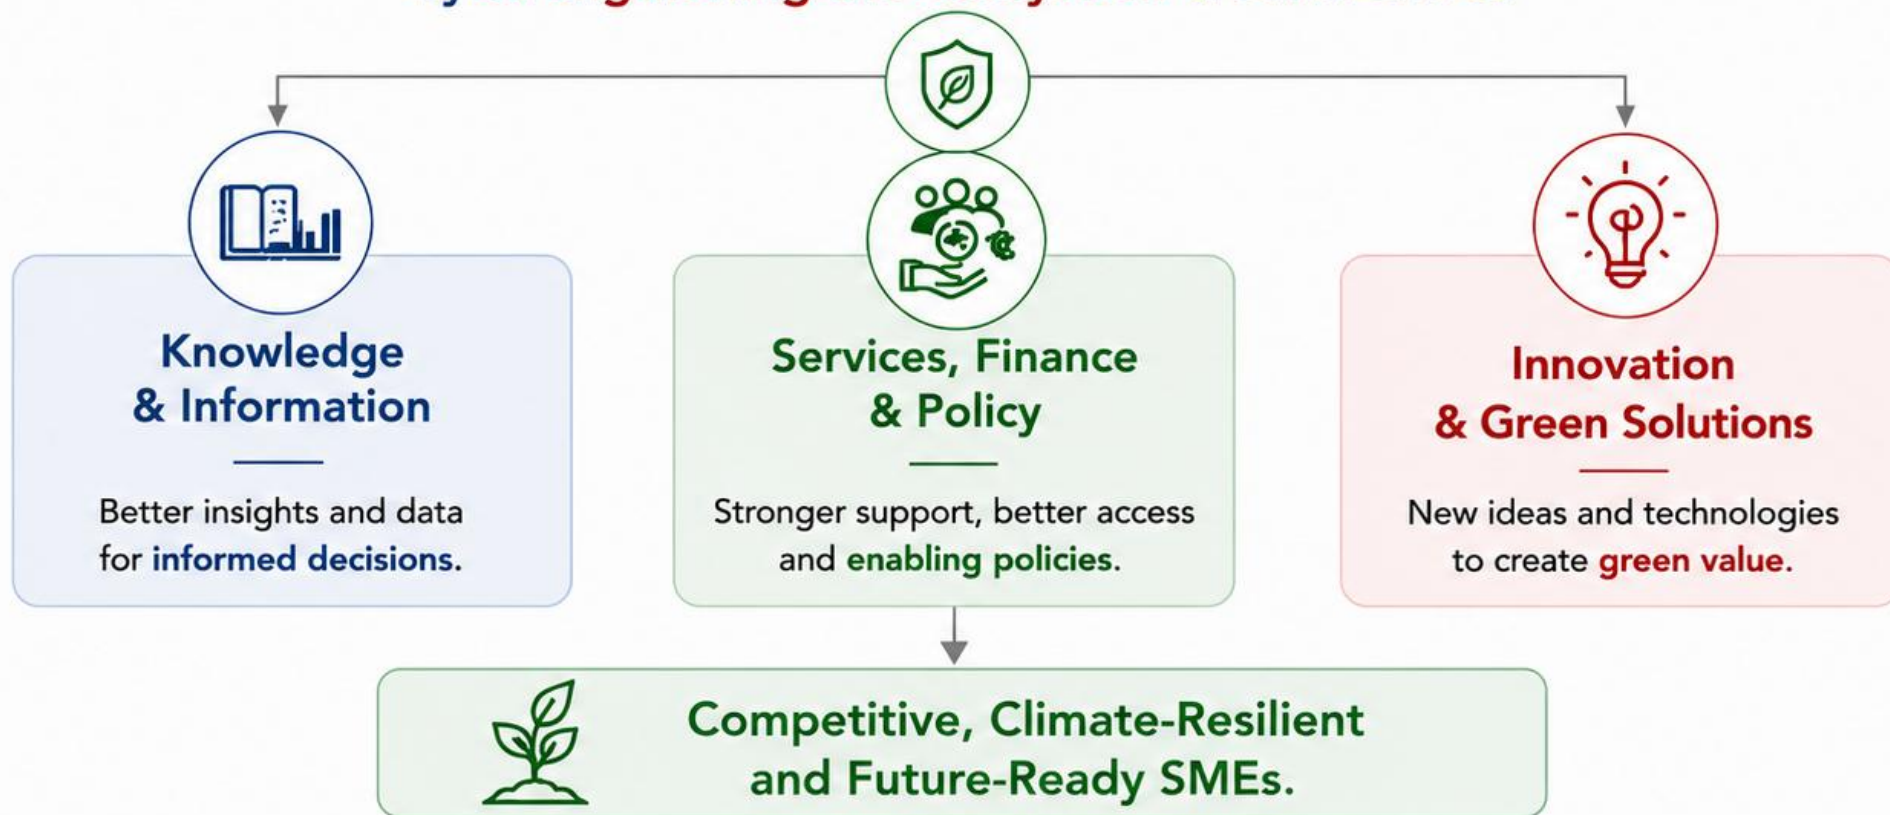 Knowledge
& Information
Better insights and data
for informed decisions.
Services, Finance
& Policy
Stronger support, better access
and enabling policies.
Innovation
& Green Solutions
New ideas and technologies
to create green value.
Competitive, Climate-Resilient
and Future-Ready SMEs.